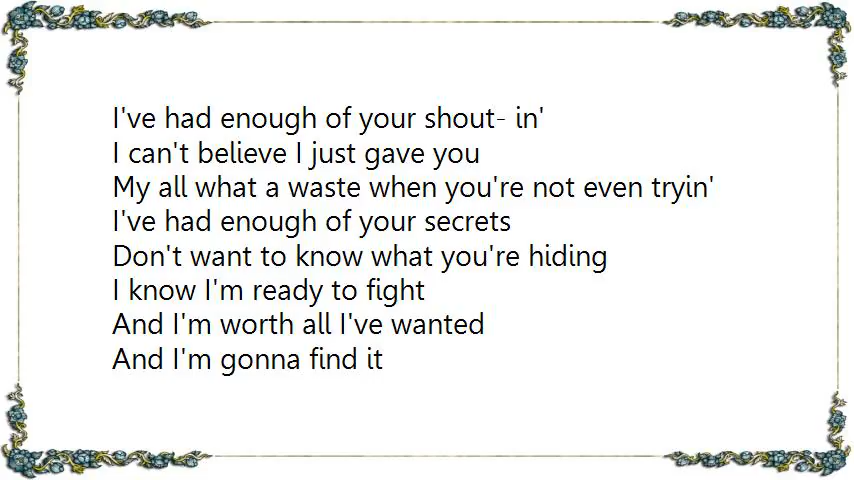 I've had enough of your shout- in'
I can't believe I just gave you
My all what a waste when you're not even tryin'
I've had enough of your secrets
Don't want to know what you're hiding
I know I'm ready to fight
And I'm worth all I've wanted
And I'm gonna find it